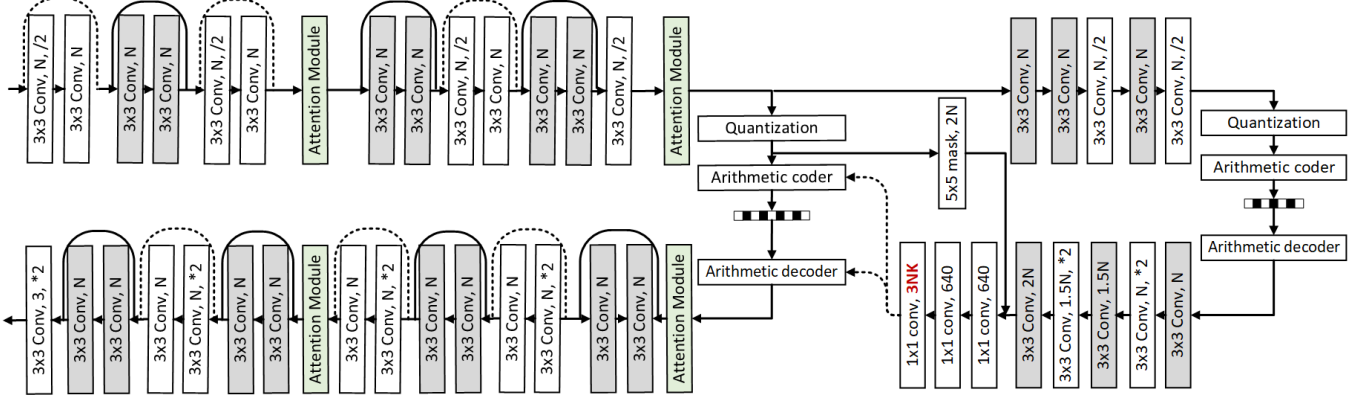 3x3 Conv, N, /2
3x3 Conv, N
3x3 Conv, N
3x3 Conv, N
3x3 Conv, N, /2
3x3 Conv, N
Attention Module
3x3 Conv, N
3x3 Conv, N
3x3 Conv, N, /2
3x3 Conv, N
3x3 Conv, N
3x3 Conv, N
3x3 Conv, N, /2
Attention Module
Quantization
Arithmetic coder
Arithmetic decoder
5x5 mask, 2N
3x3 Conv, N
3x3 Conv, N
3x3 Conv, N, /2
3x3 Conv, N
3x3 Conv, N, /2
Quantization
Arithmetic coder
Arithmetic decoder
3x3 Conv, 3, *2
3x3 Conv, N
3x3 Conv, N
3x3 Conv, N
3x3 Conv, N, *2
3x3 Conv, N
3x3 Conv, N
Attention Module
3x3 Conv, N
3x3 Conv, N, *2
3x3 Conv, N
3x3 Conv, N
3x3 Conv, N
3x3 Conv, N, *2
3x3 Conv, N
3x3 Conv, N
Attention Module
1x1 conv, 3NK
1x1 conv, 640
1x1 conv, 640
3x3 Conv, 2N
3x3 Conv, 1.5N, *2
3x3 Conv, 1.5N
3x3 Conv, N, *2
3x3 Conv, N